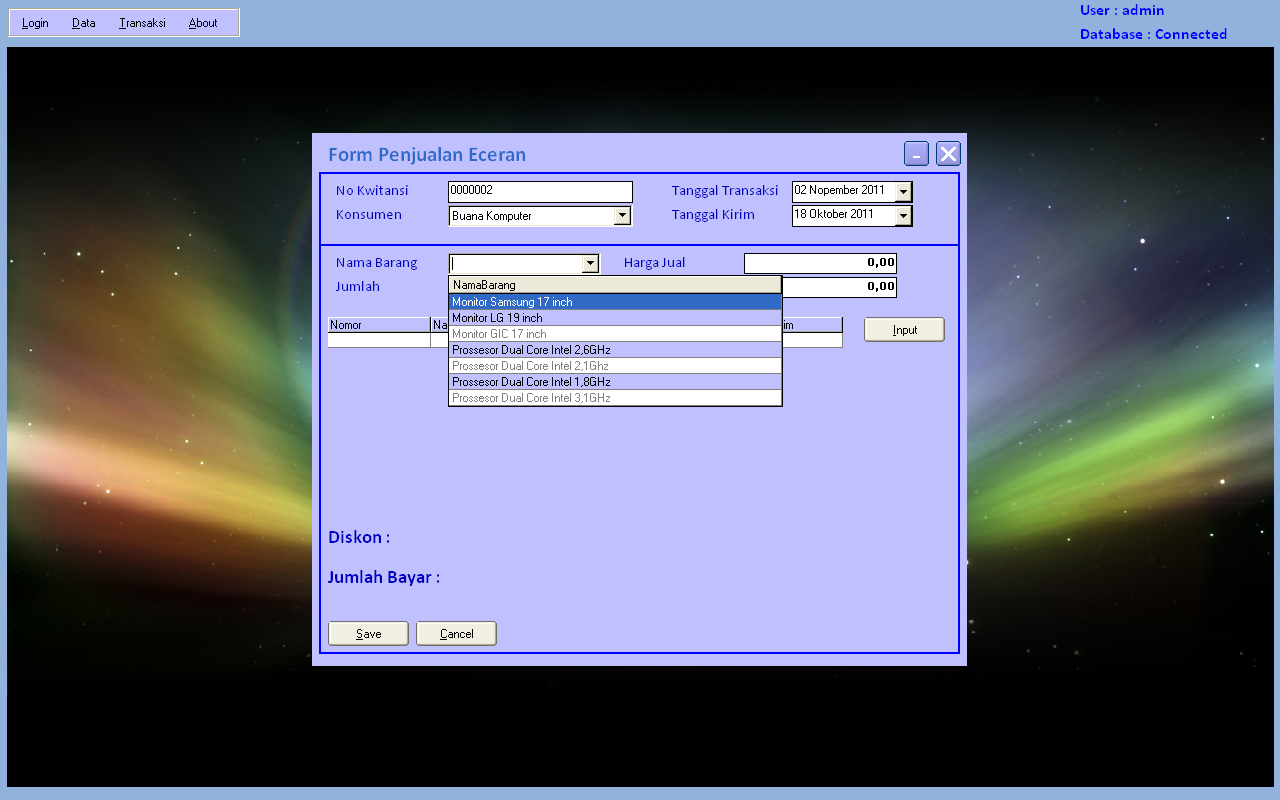 Login Data Transaksi About
User : admin
Database : Connected
Form Penjualan Eceran
No Kwitansi 0000002 Tanggal Transaksi 02 Nopember 2011
Konsumen Buana Komputer Tanggal Kirim 18 Oktober 2011
Nama Barang Harga Jual 0,00
Jumlah 0,00
NamaBarang
Monitor Samsung 17 inch
Monitor LG 19 inch
Monitor GIC 17 inch
Prossesor Dual Core Intel 2,6GHz
Prossesor Dual Core Intel 2,1Ghz
Prossesor Dual Core Intel 1,8GHz
Prossesor Dual Core Intel 3,1GHz
Nomor Na im Input
Diskon :
Jumlah Bayar :
Save Cancel